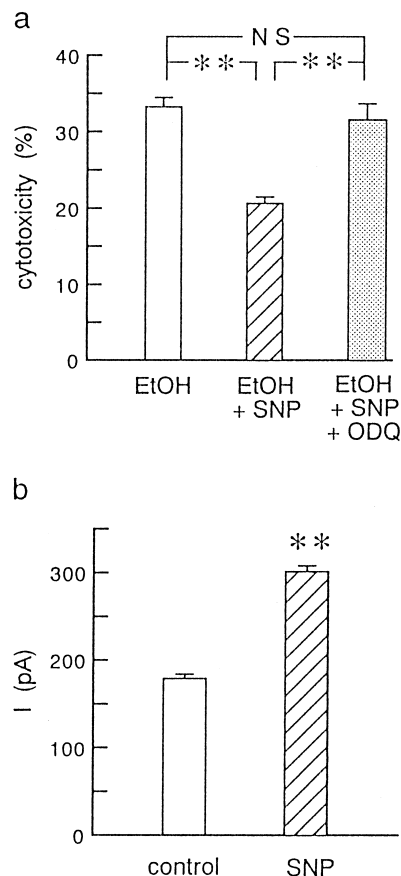 a
NS
** **
40
30
20
10
0
cytotoxicity (%)
EtOH EtOH EtOH
+ SNP + SNP
+ ODQ
b
**
300
200
100
0
I (pA)
control SNP